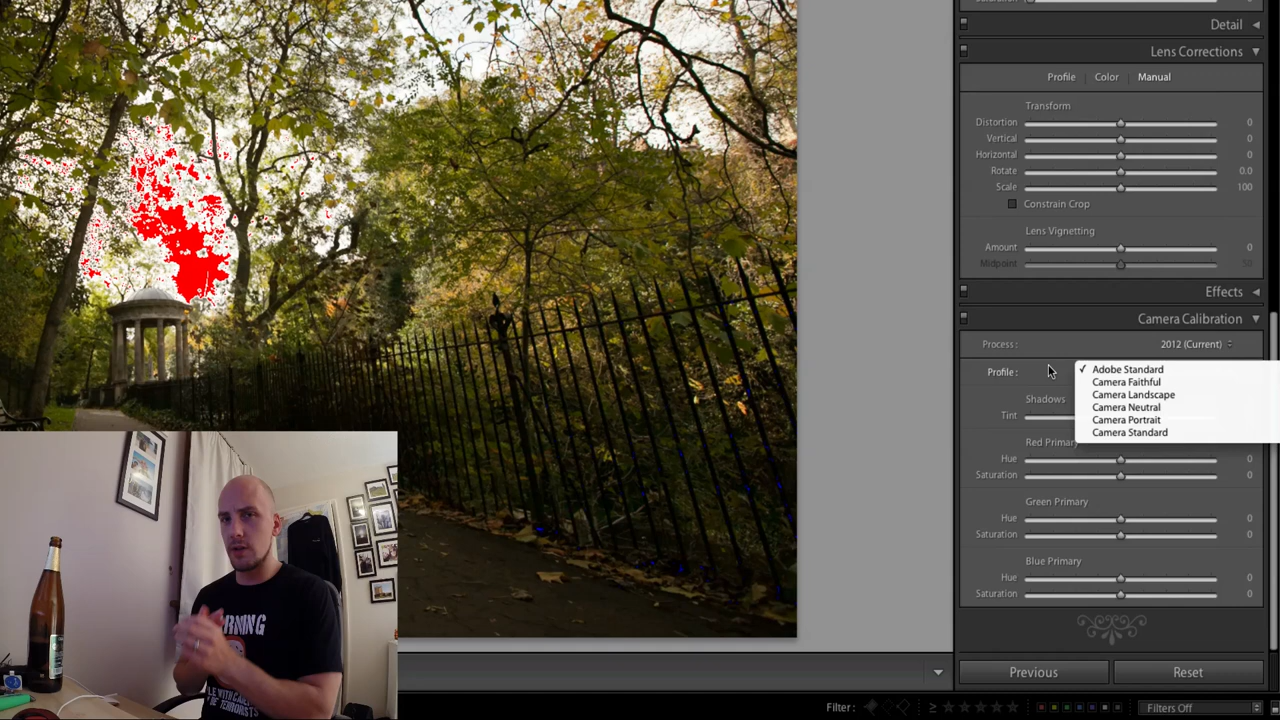 Saturation 0
Detail
Lens Corrections
Profile | Color | Manual
Transform
Distortion 0
Vertical 0
Horizontal 0
Rotate 0.0
Scale 100
Constrain Crop
Lens Vignetting
Amount 0
Midpoint 50
Effects
Camera Calibration
Process : 2012 (Current)
Profile :
✓ Adobe Standard
Camera Faithful
Camera Landscape
Camera Neutral
Camera Portrait
Camera Standard
Shadows
Tint
Red Primary
Hue 0
Saturation 0
Green Primary
Hue 0
Saturation 0
Blue Primary
Hue 0
Saturation 0
Previous
Reset
Filter :
Filters Off